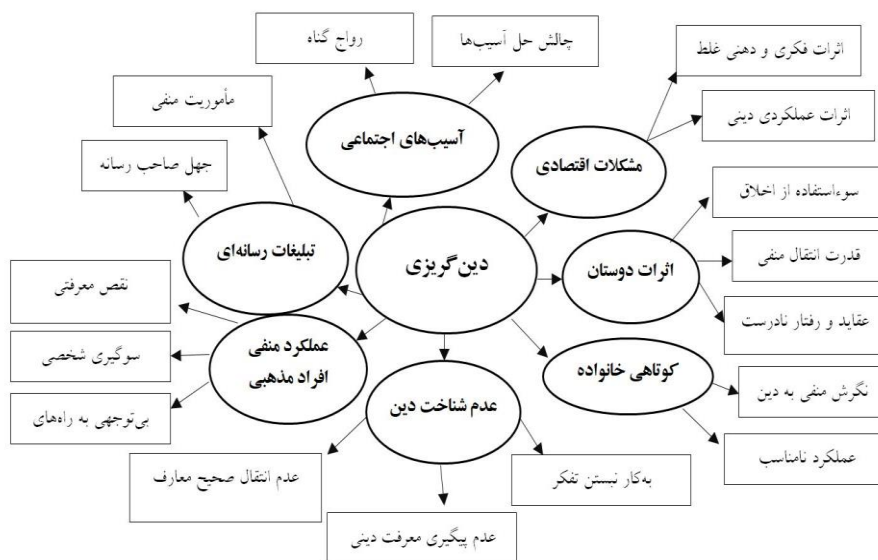 رواج گناه
چالش حل آسیب‌ها
اثرات فکری و دهنی غلط
مأموریت منفی
آسیب‌های اجتماعی
مشکلات اقتصادی
اثرات عملکردی دینی
جهل صاحب رسانه
سوءاستفاده از اخلاق
تبلیغات رسانه‌ای
دین‌گریزی
اثرات دوستان
قدرت انتقال منفی
نقص معرفتی
عقاید و رفتار نادرست
سوگیری شخصی
عملکرد منفی
افراد مذهبی
کوتاهی خانواده
نگرش منفی به دین
بی‌توجهی به راه‌های
عدم شناخت دین
عملکرد نامناسب
عدم انتقال صحیح معارف
به‌کار نبستن تفکر
عدم پیگیری معرفت دینی